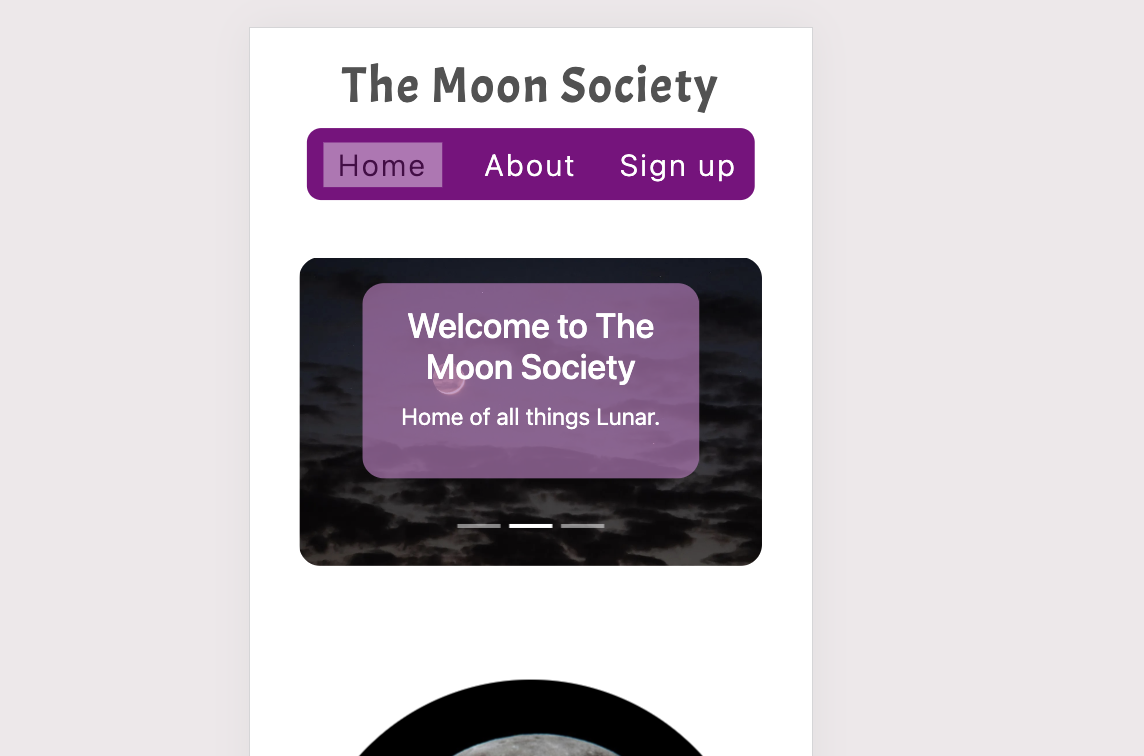 The Moon Society
Home About Sign up
Welcome to The
Moon Society
Home of all things Lunar.